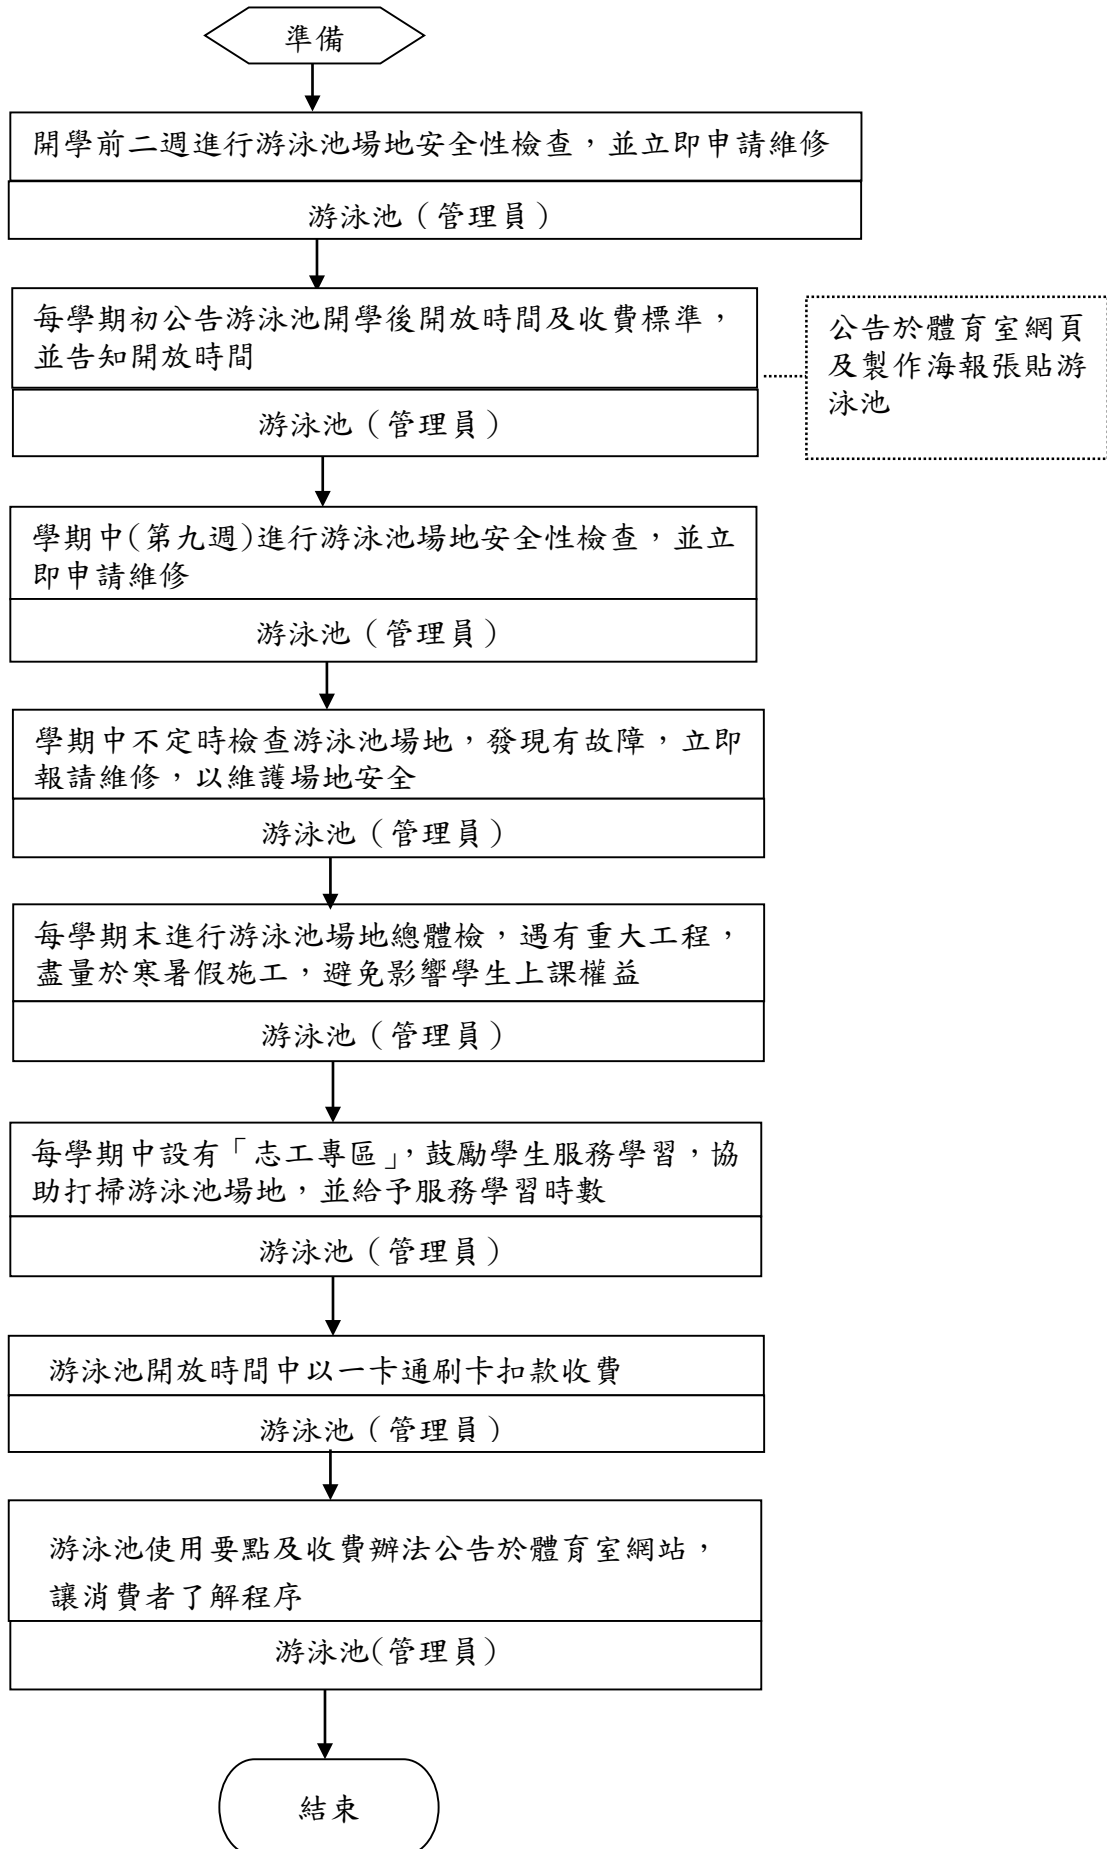 準備
開學前二週進行游泳池場地安全性檢查，並立即申請維修
游泳池（管理員）
每學期初公告游泳池開學後開放時間及收費標準，
並告知開放時間
游泳池（管理員）
公告於體育室網頁
及製作海報張貼游
泳池
學期中(第九週)進行游泳池場地安全性檢查，並立
即申請維修
游泳池（管理員）
學期中不定時檢查游泳池場地，發現有故障，立即
報請維修，以維護場地安全
游泳池（管理員）
每學期末進行游泳池場地總體檢，遇有重大工程，
盡量於寒暑假施工，避免影響學生上課權益
游泳池（管理員）
每學期中設有「志工專區」，鼓勵學生服務學習，協
助打掃游泳池場地，並給予服務學習時數
游泳池（管理員）
游泳池開放時間中以一卡通刷卡扣款收費
游泳池（管理員）
游泳池使用要點及收費辦法公告於體育室網站，
讓消費者了解程序
游泳池(管理員)
結束